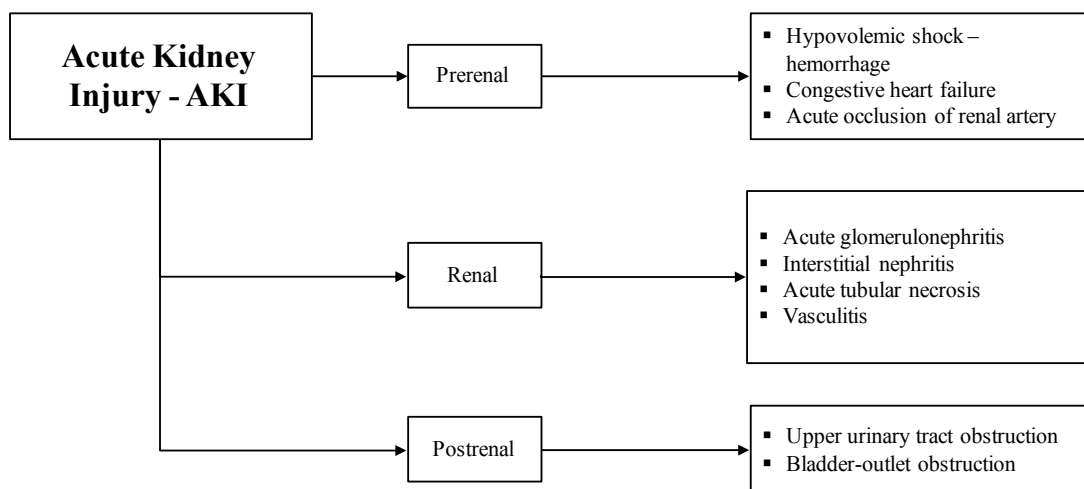 Acute Kidney
Injury - AKI
Prerenal
▪ Hypovolemic shock –
hemorrhage
▪ Congestive heart failure
▪ Acute occlusion of renal artery
Renal
▪ Acute glomerulonephritis
▪ Interstitial nephritis
▪ Acute tubular necrosis
▪ Vasculitis
Postrenal
▪ Upper urinary tract obstruction
▪ Bladder-outlet obstruction